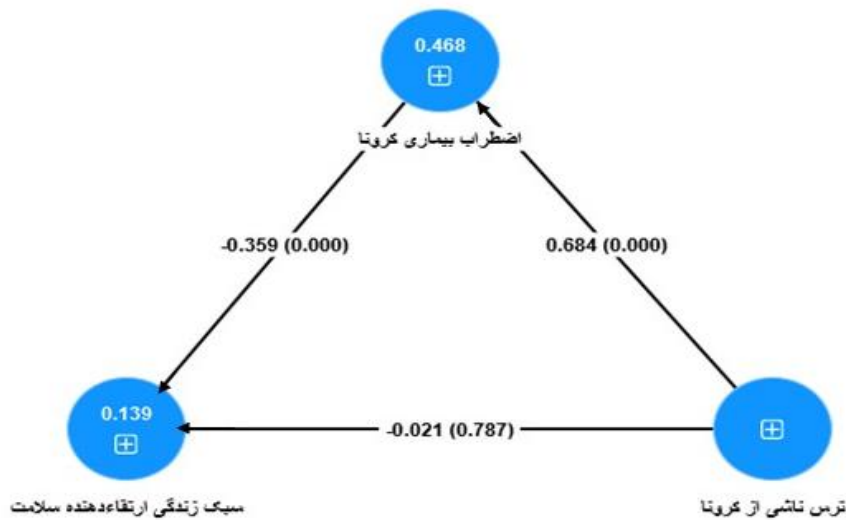 0.468
اضطراب بیماری کرونا
-0.359 (0.000)
0.684 (0.000)
0.139
-0.021 (0.787)
سبک زندگی ارتقاءدهنده سلامت
ترس ناشی از کرونا